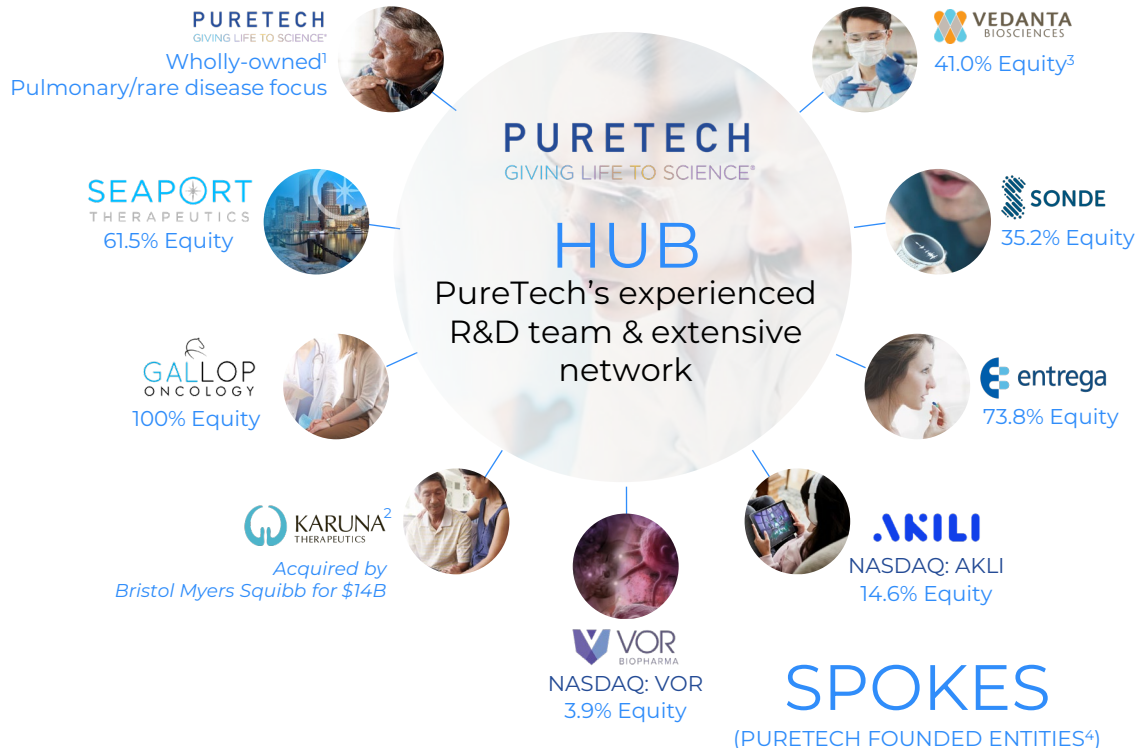 PURETECH
GIVING LIFE TO SCIENCE®
Wholly-owned¹
Pulmonary/rare disease focus
SEAPORT
THERAPEUTICS
61.5% Equity
GALLOP
ONCOLOGY
100% Equity
KARUNA²
THERAPEUTICS
Acquired by
Bristol Myers Squibb for $14B
PURETECH
GIVING LIFE TO SCIENCE®
HUB
PureTech’s experienced
R&D team & extensive
network
VEDANTA
BIOSCIENCES
41.0% Equity³
SONDE
35.2% Equity
entrega
73.8% Equity
AKILI
NASDAQ: AKLI
14.6% Equity
VOR
BIOPHARMA
NASDAQ: VOR
3.9% Equity
SPOKES
(PURETECH FOUNDED ENTITIES⁴)